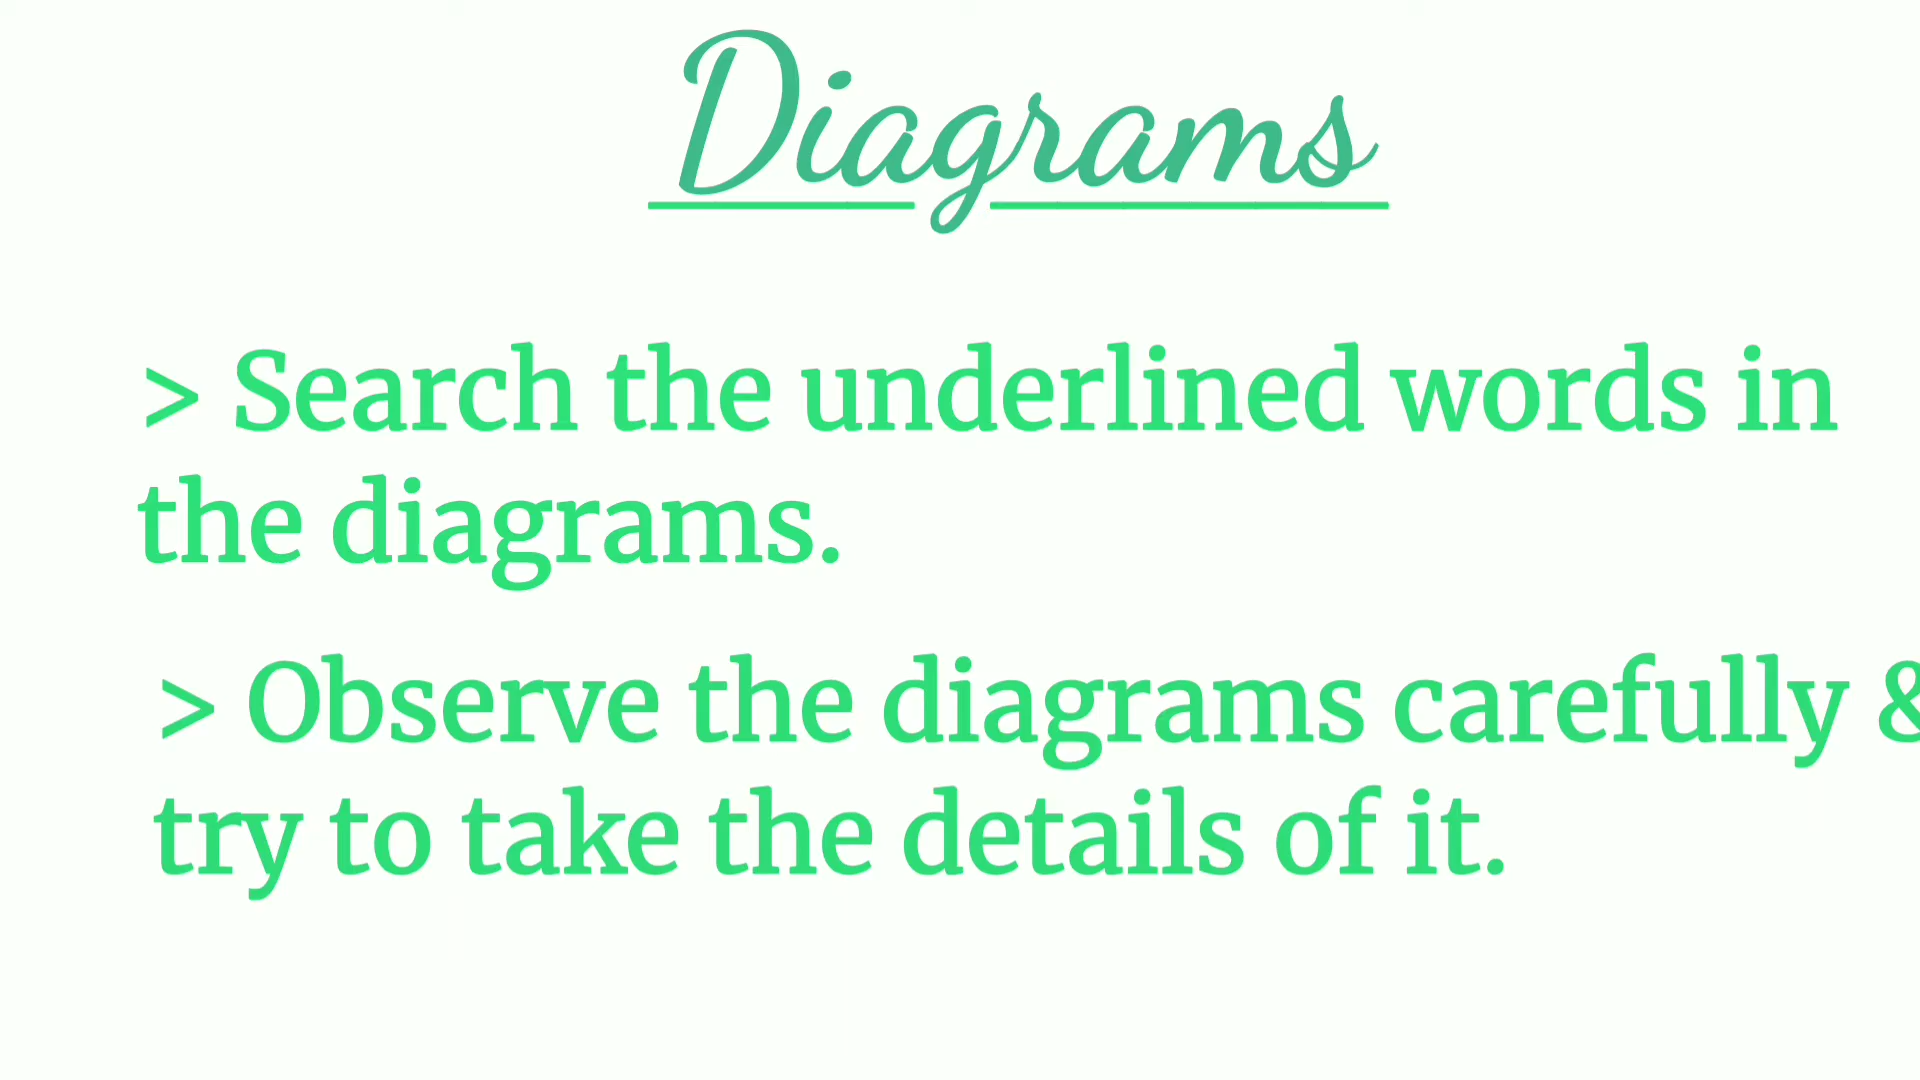 Diagrams
> Search the underlined words in
the diagrams.
> Observe the diagrams carefully &
try to take the details of it.